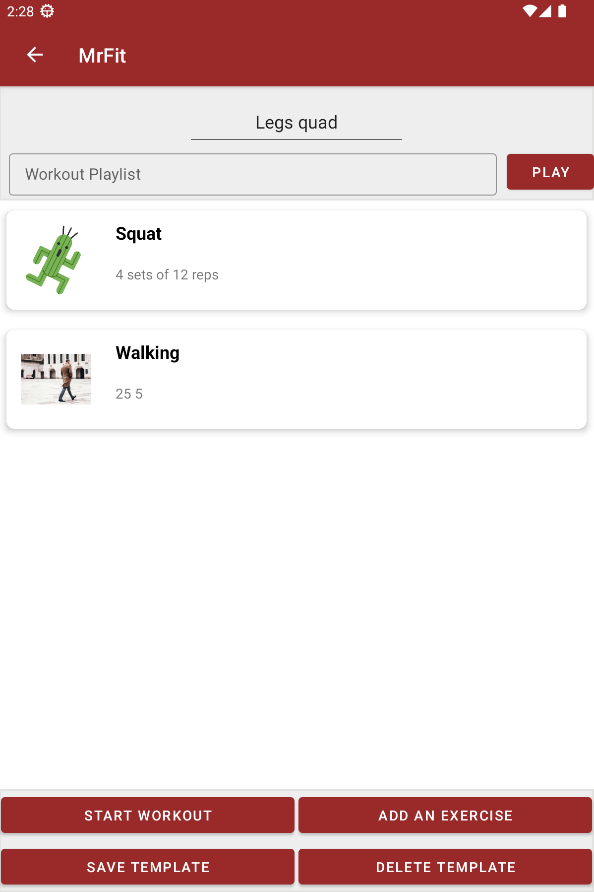 2:28
MrFit
Legs quad
Workout Playlist
PLAY
Squat
4 sets of 12 reps
Walking
25 5
START WORKOUT
ADD AN EXERCISE
SAVE TEMPLATE
DELETE TEMPLATE